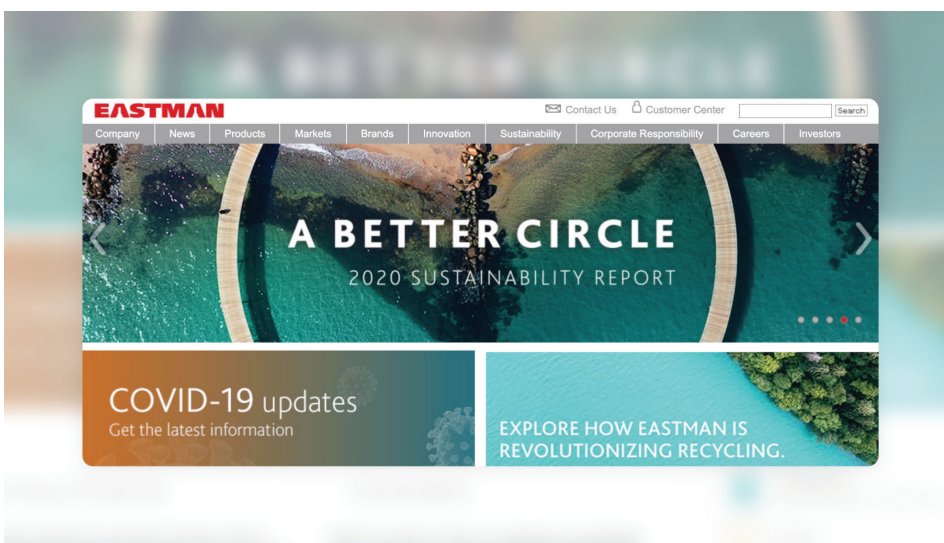 EASTMAN
Contact Us Customer Center Search
Company News Products Markets Brands Innovation Sustainability Corporate Responsibility Careers Investors
A BETTER CIRCLE
2020 SUSTAINABILITY REPORT
COVID-19 updates
Get the latest information
EXPLORE HOW EASTMAN IS
REVOLUTIONIZING RECYCLING.